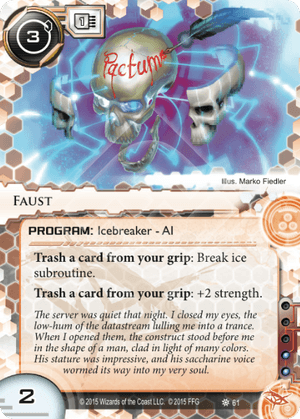 3
1
Pactum
Illus. Marko Fiedler
FAUST
PROGRAM: Icebreaker - AI
Trash a card from your grip: Break ice
subroutine.
Trash a card from your grip: +2 strength.
The server was quiet that night. I closed my eyes, the
low-hum of the datastream lulling me into a trance.
When I opened them, the construct stood before me
in the shape of a man, clad in light of many colors.
His stature was impressive, and his saccharine voice
wormed its way into my very soul.
2
© 2015 Wizards of the Coast LLC. © 2015 FFG
61